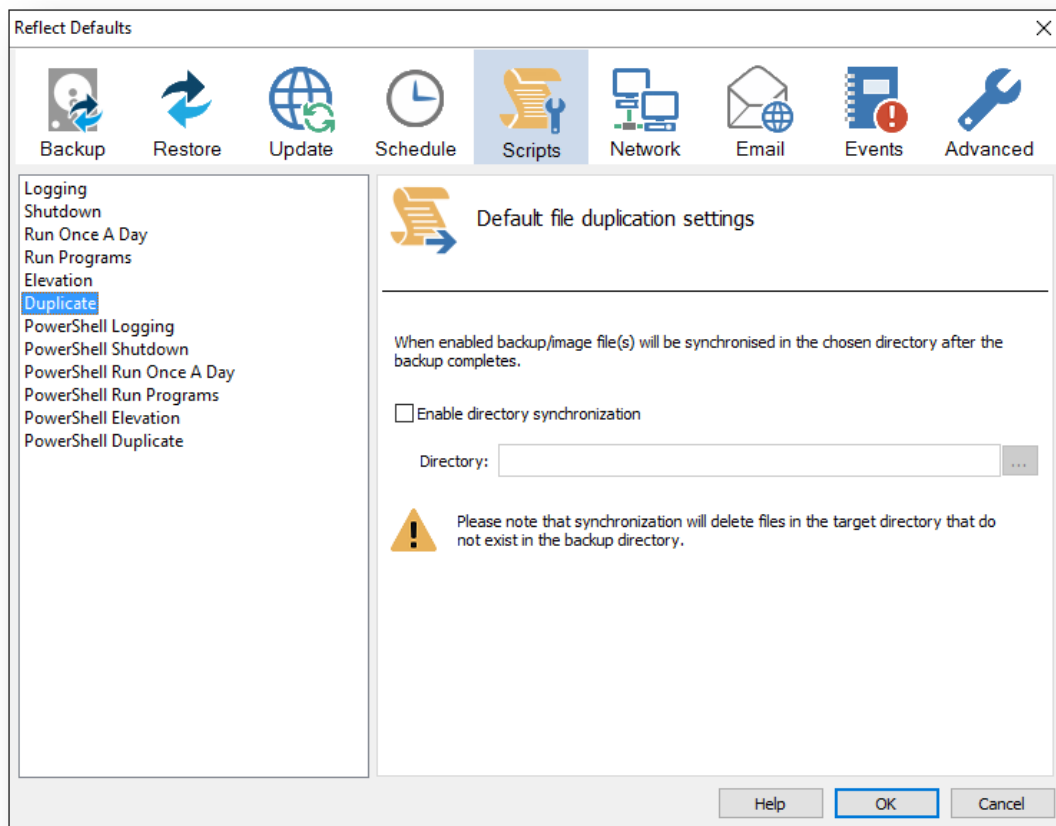 Reflect Defaults
Backup
Restore
Update
Schedule
Scripts
Network
Email
Events
Advanced
Logging
Shutdown
Run Once A Day
Run Programs
Elevation
Duplicate
PowerShell Logging
PowerShell Shutdown
PowerShell Run Once A Day
PowerShell Run Programs
PowerShell Elevation
PowerShell Duplicate
Default file duplication settings
When enabled backup/image file(s) will be synchronised in the chosen directory after the
backup completes.
Enable directory synchronization
Directory:
...
Please note that synchronization will delete files in the target directory that do
not exist in the backup directory.
Help
OK
Cancel